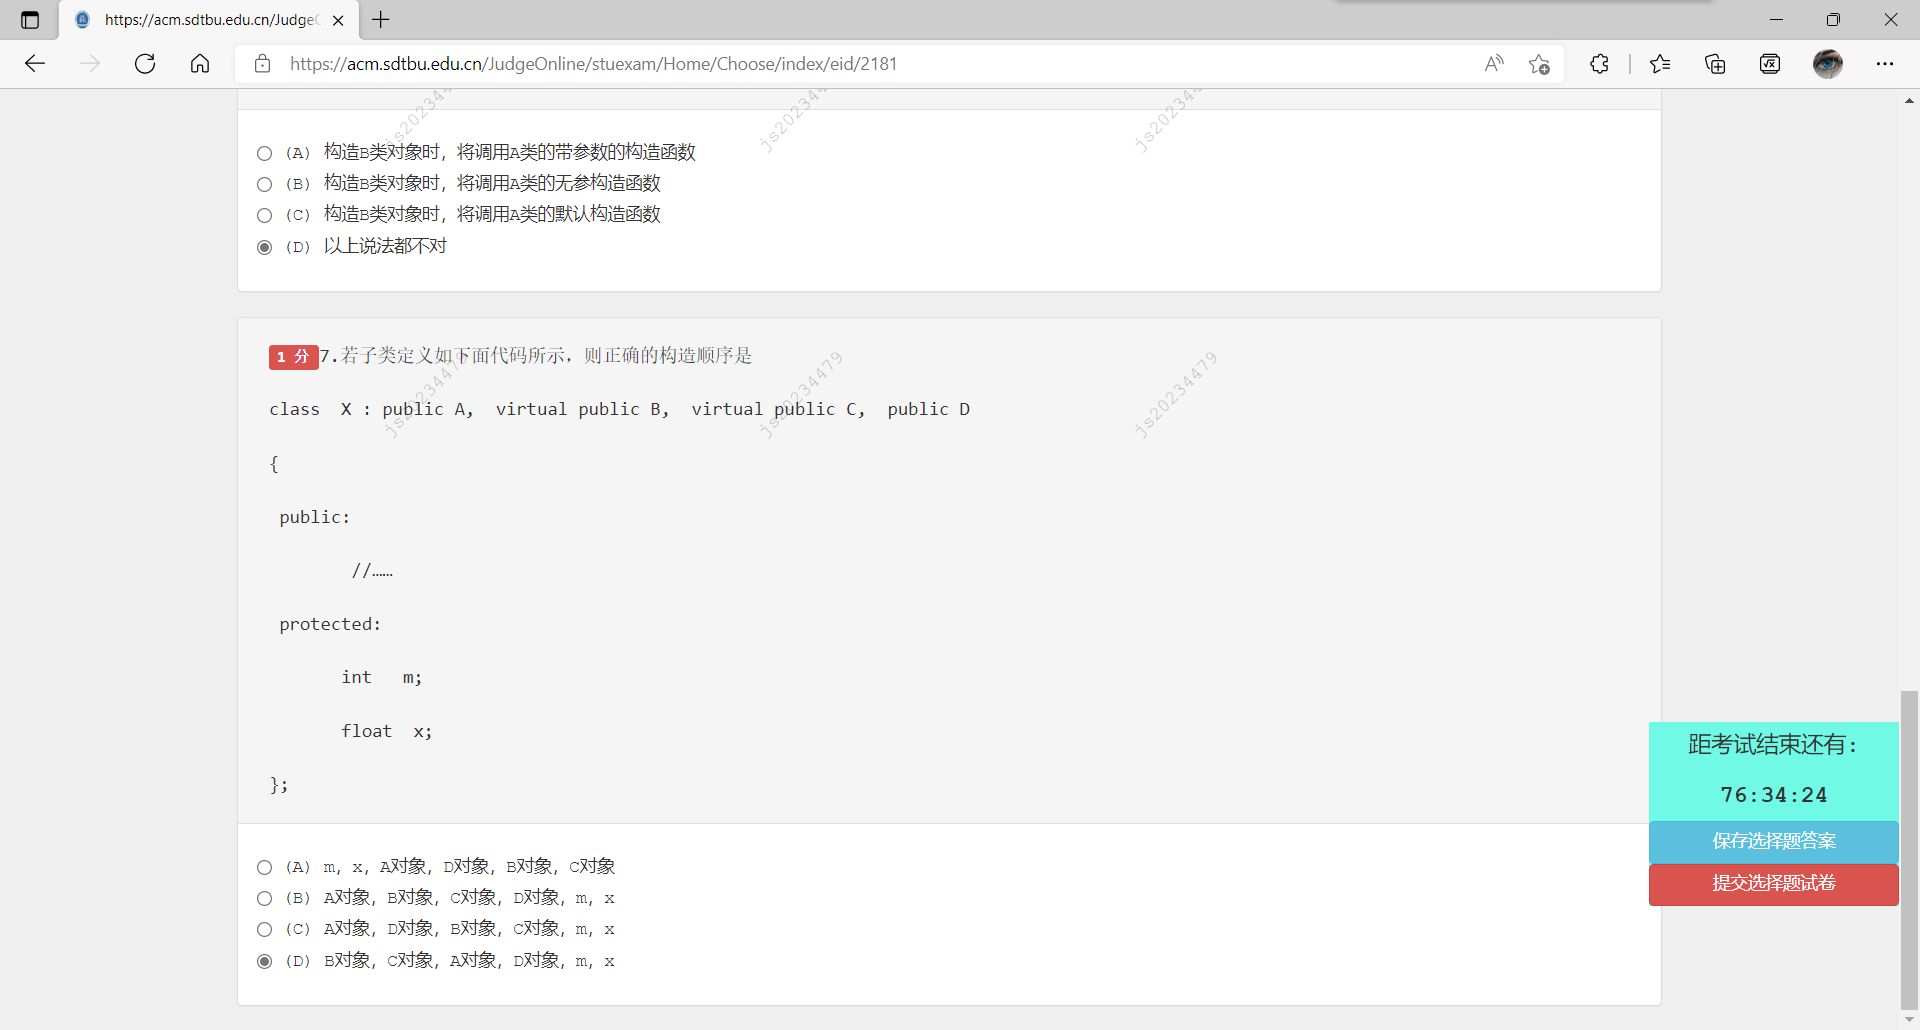 https://acm.sdtbu.edu.cn/JudgeO
https://acm.sdtbu.edu.cn/JudgeOnline/stuexam/Home/Choose/index/eid/2181
js20234479
js20234479
js20234479
(A) 构造B类对象时，将调用A类的带参数的构造函数
(B) 构造B类对象时，将调用A类的无参构造函数
(C) 构造B类对象时，将调用A类的默认构造函数
(D) 以上说法都不对
1 分 7.若子类定义如下面代码所示．则正确的构造顺序是
js20234479
js20234479
js20234479
class X : public A, virtual public B, virtual public C, public D
{
public:
//……
protected:
int m;
float x;
};
距考试结束还有:
76:34:24
保存选择题答案
提交选择题试卷
(A) m, x, A对象, D对象, B对象, C对象
(B) A对象, B对象, C对象, D对象, m, x
(C) A对象, D对象, B对象, C对象, m, x
(D) B对象, C对象, A对象, D对象, m, x